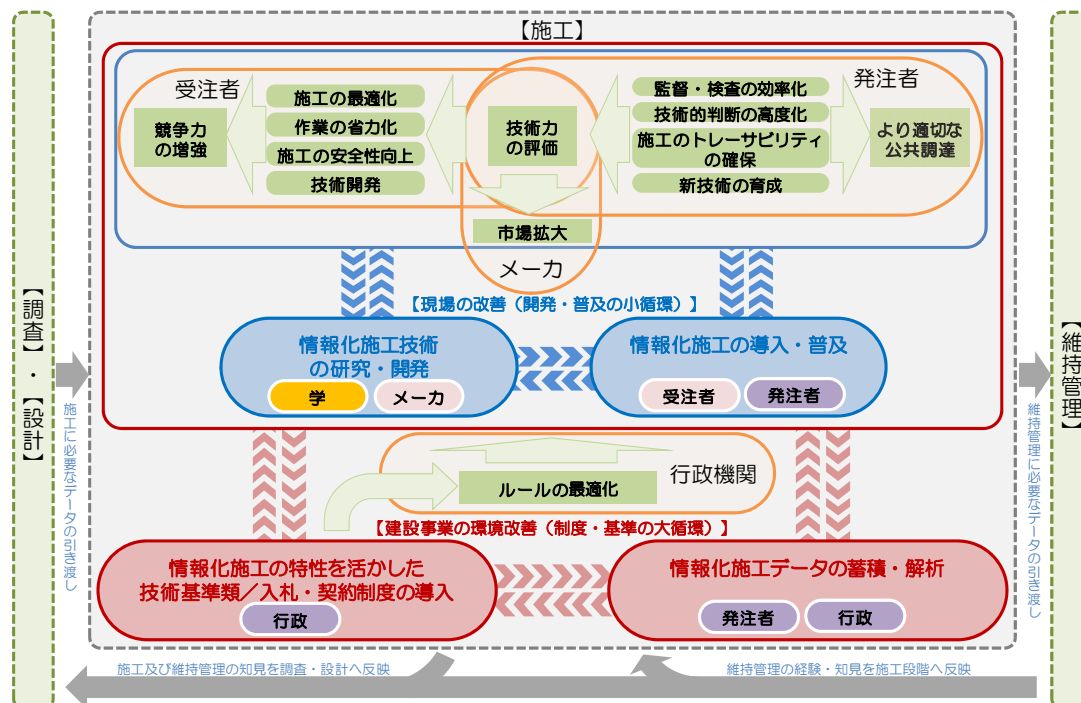 【施工】
受注者
発注者
競争力
の増強
施工の最適化
作業の省力化
施工の安全性向上
技術開発
技術力
の評価
監督・検査の効率化
技術的判断の高度化
施工のトレーサビリティ
の確保
新技術の育成
より適切な
公共調達
市場拡大
メーカ
【現場の改善(開発・普及の小循環)】
情報化施工技術
の研究・開発
学
メーカ
情報化施工の導入・普及
受注者
発注者
行政機関
ルールの最適化
【建設事業の環境改善(制度・基準の大循環)】
情報化施工の特性を活かした
技術基準類/入札・契約制度の導入
行政
情報化施工データの蓄積・解析
発注者
行政
【調査】・【設計】
施工に必要なデータの引き渡し
【維持管理】
維持管理に必要なデータの引き渡し
施工及び維持管理の知見を調査・設計へ反映
維持管理の経験・知見を施工段階へ反映